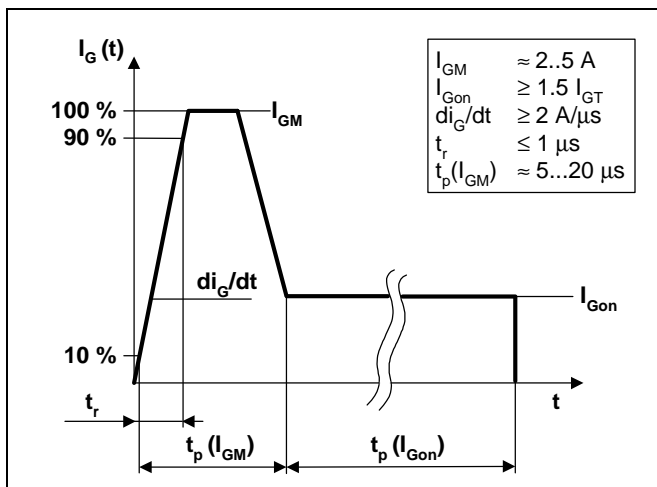 I_G (t)
100 %
90 %
10 %
I_GM
di_G/dt
I_Gon
t
t_r
t_p (I_GM)
t_p (I_Gon)
I_GM ≈ 2..5 A
I_Gon ≥ 1.5 I_GT
di_G/dt ≥ 2 A/μs
t_r ≤ 1 μs
t_p(I_GM) ≈ 5...20 μs